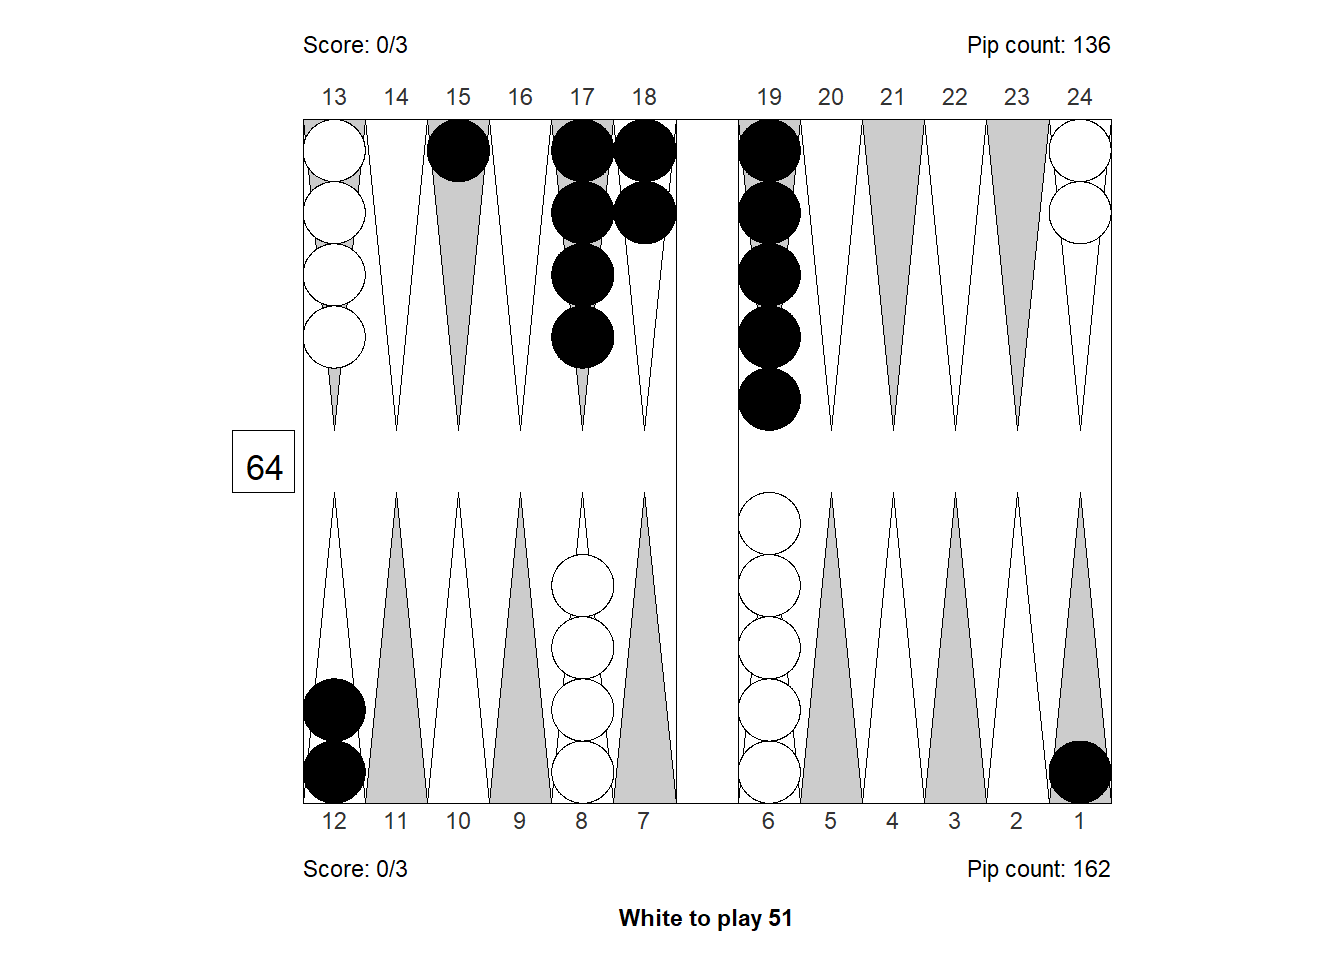 Score: 0/3 Pip count: 136
13 14 15 16 17 18 19 20 21 22 23 24
64
12 11 10 9 8 7 6 5 4 3 2 1
Score: 0/3 Pip count: 162
White to play 51